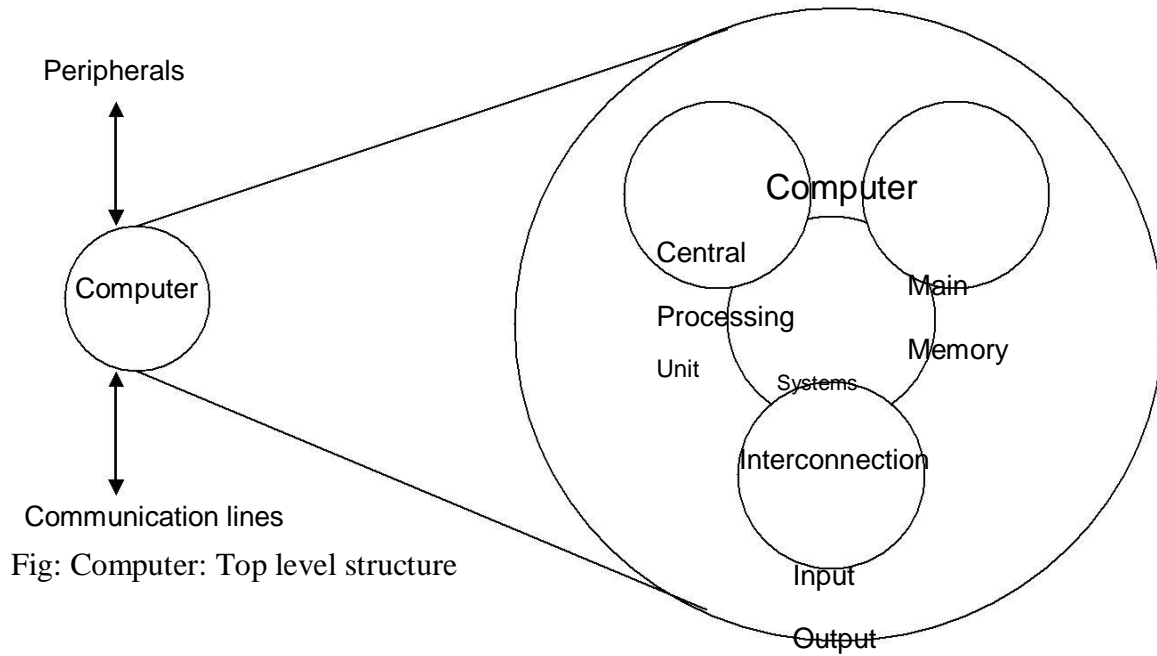 Peripherals
Computer
Communication lines
Fig: Computer: Top level structure
Computer
Central
Processing
Unit
Main
Memory
Systems
Interconnection
Input
Output